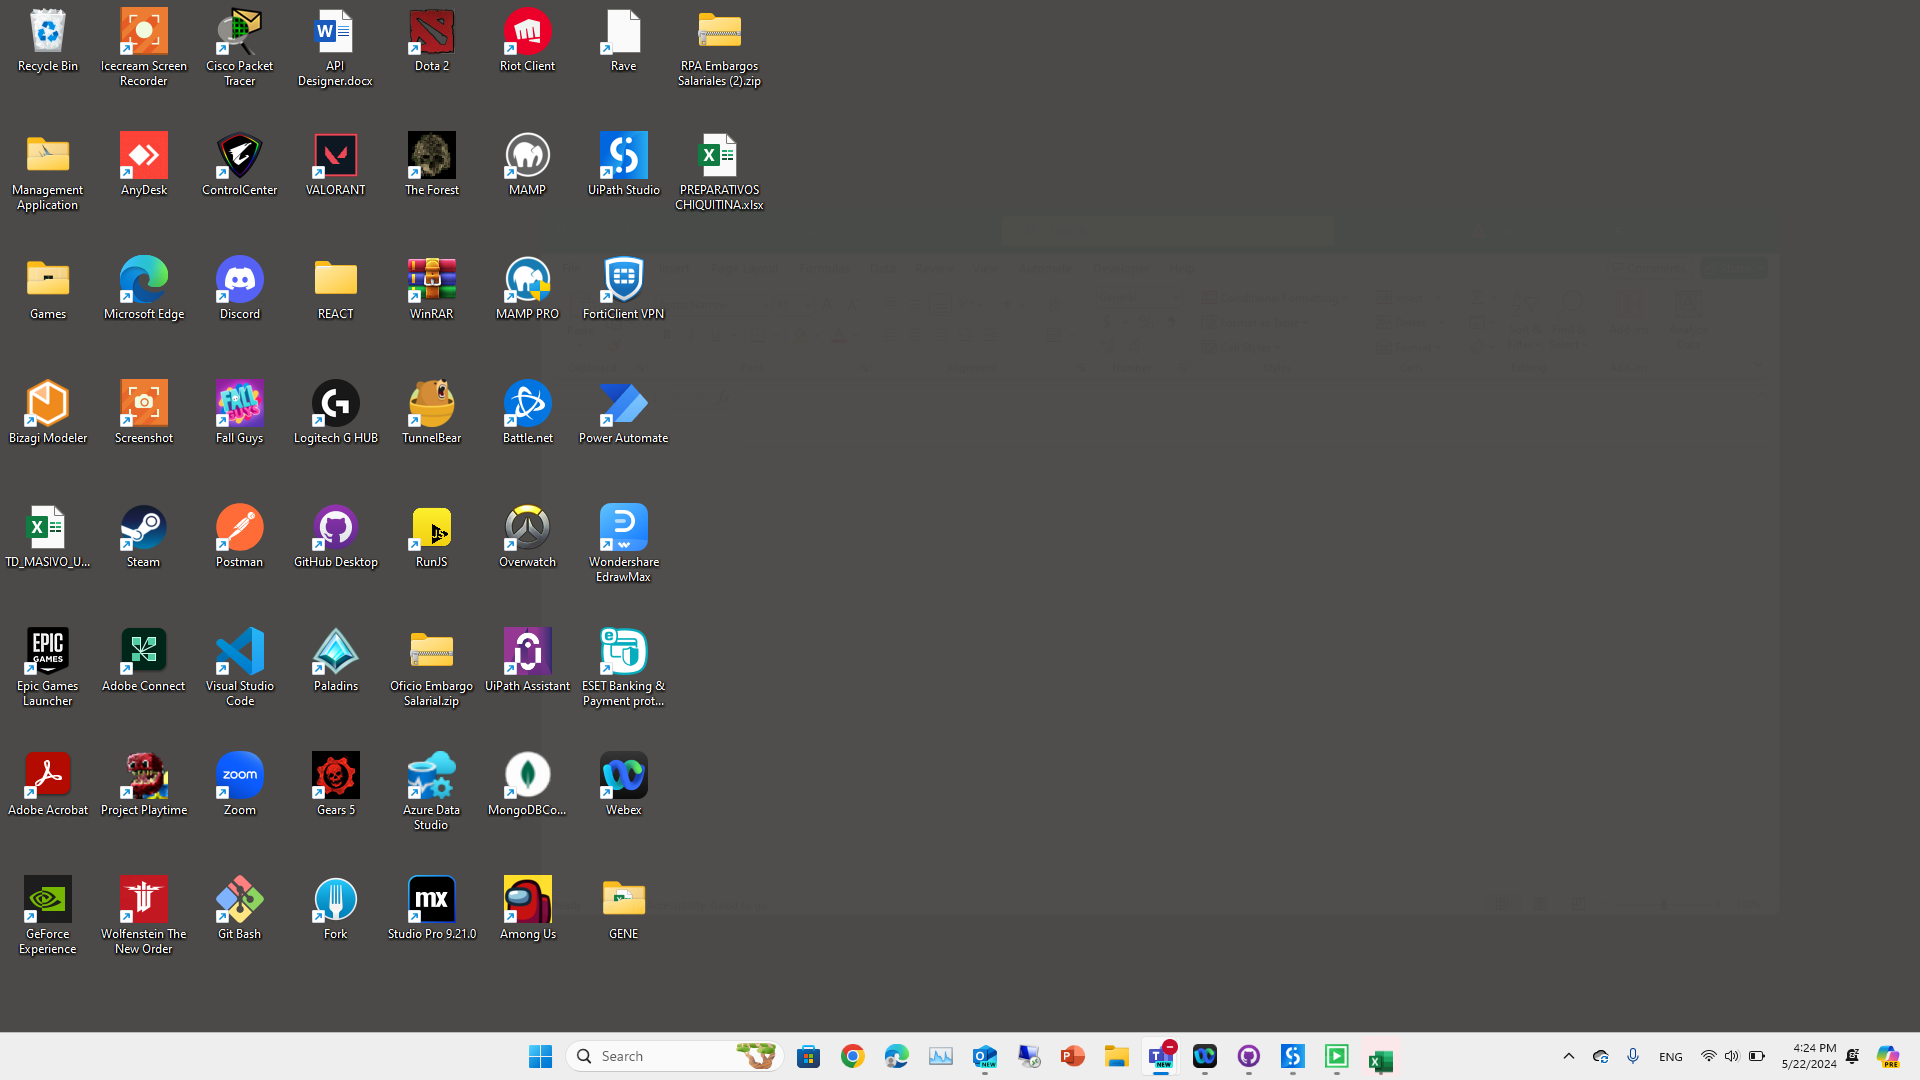 Recycle Bin
Icecream Screen
Recorder
Cisco Packet
Tracer
API
Designer.docx
Dota 2
Riot Client
Rave
RPA Embargos
Salariales (2).zip
Management
Application
AnyDesk
ControlCenter
VALORANT
The Forest
MAMP
UiPath Studio
PREPARATIVOS
CHIQUITINA.xlsx
Games
Microsoft Edge
Discord
REACT
WinRAR
MAMP PRO
FortiClient VPN
Bizagi Modeler
Screenshot
Fall Guys
Logitech G HUB
TunnelBear
Battle.net
Power Automate
TD_MASIVO_U...
Steam
Postman
GitHub Desktop
RunJS
Overwatch
Wondershare
EdrawMax
Epic Games
Launcher
Adobe Connect
Visual Studio
Code
Paladins
Oficio Embargo
Salarial.zip
UiPath Assistant
ESET Banking &
Payment prot...
Adobe Acrobat
Project Playtime
Zoom
Gears 5
Azure Data
Studio
MongoDBCo...
Webex
GeForce
Experience
Wolfenstein The
New Order
Git Bash
Fork
Studio Pro 9.21.0
Among Us
GENE
Search
ENG
4:24 PM
5/22/2024